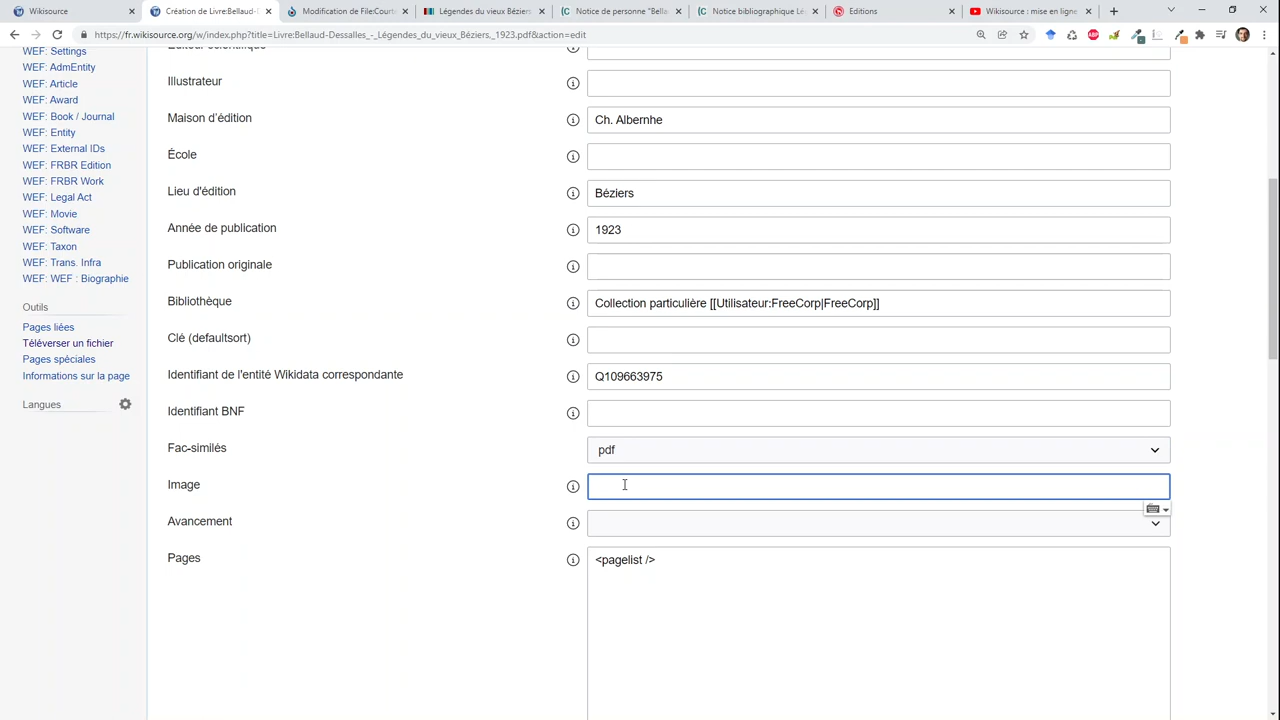 Wikisource
Création de Livre:Bellaud-D
Modification de File:Courte
Légendes du vieux Béziers,
Notice de personne "Bella
Notice bibliographique Lé
Editions
Wikisource : mise en ligne
https://fr.wikisource.org/w/index.php?title=Livre:Bellaud-Dessalles_-_Légendes_du_vieux_Béziers,_1923.pdf&action=edit
WEF: Settings
WEF: AdmEntity
WEF: Article
WEF: Award
WEF: Book / Journal
WEF: Entity
WEF: External IDs
WEF: FRBR Edition
WEF: FRBR Work
WEF: Legal Act
WEF: Movie
WEF: Software
WEF: Taxon
WEF: Trans. Infra
WEF: WEF : Biographie
Outils
Pages liées
Téléverser un fichier
Pages spéciales
Informations sur la page
Langues
Éditeur scientifique
Illustrateur
Maison d'édition
Ch. Albernhe
École
Lieu d'édition
Béziers
Année de publication
1923
Publication originale
Bibliothèque
Collection particulière [[Utilisateur:FreeCorp|FreeCorp]]
Clé (defaultsort)
Identifiant de l'entité Wikidata correspondante
Q109663975
Identifiant BNF
Fac-similés
pdf
Image
Avancement
Pages
<pagelist />